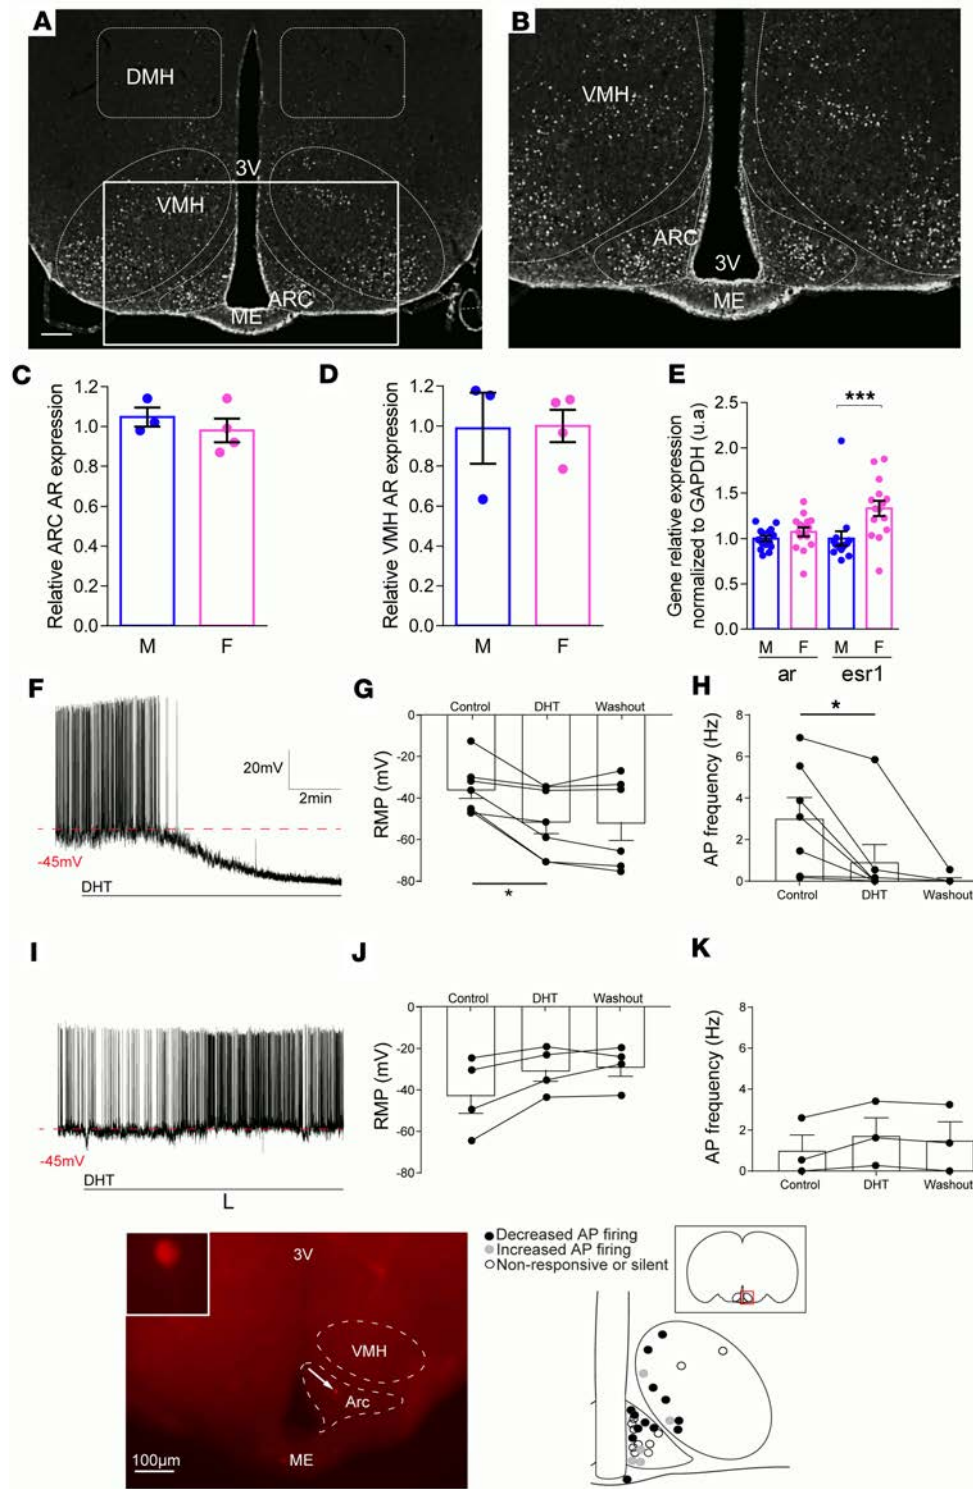 A
DMH
3V
VMH
ARC
ME
B
VMH
ARC
3V
ME
C
Relative ARC AR expression
1.2
1.0
0.8
0.6
0.4
0.2
0.0
M
F
D
Relative VMH AR expression
1.2
1.0
0.8
0.6
0.4
0.2
0.0
M
F
E
Gene relative expression
normalized to GAPDH (u.a)
2.5
2.0
1.5
1.0
0.5
0.0
***
M F M F
ar esr1
F
20mV
2min
-45mV
DHT
G
Control DHT Washout
RMP (mV)
0
-20
-40
-60
-80
*
H
AP frequency (Hz)
8
6
4
2
0
*
Control DHT Washout
I
-45mV
DHT
L
J
Control DHT Washout
RMP (mV)
0
-20
-40
-60
-80
K
AP frequency (Hz)
8
6
4
2
0
Control DHT Washout
3V
VMH
Arc
ME
100µm
Decreased AP firing
Increased AP firing
Non-responsive or silent